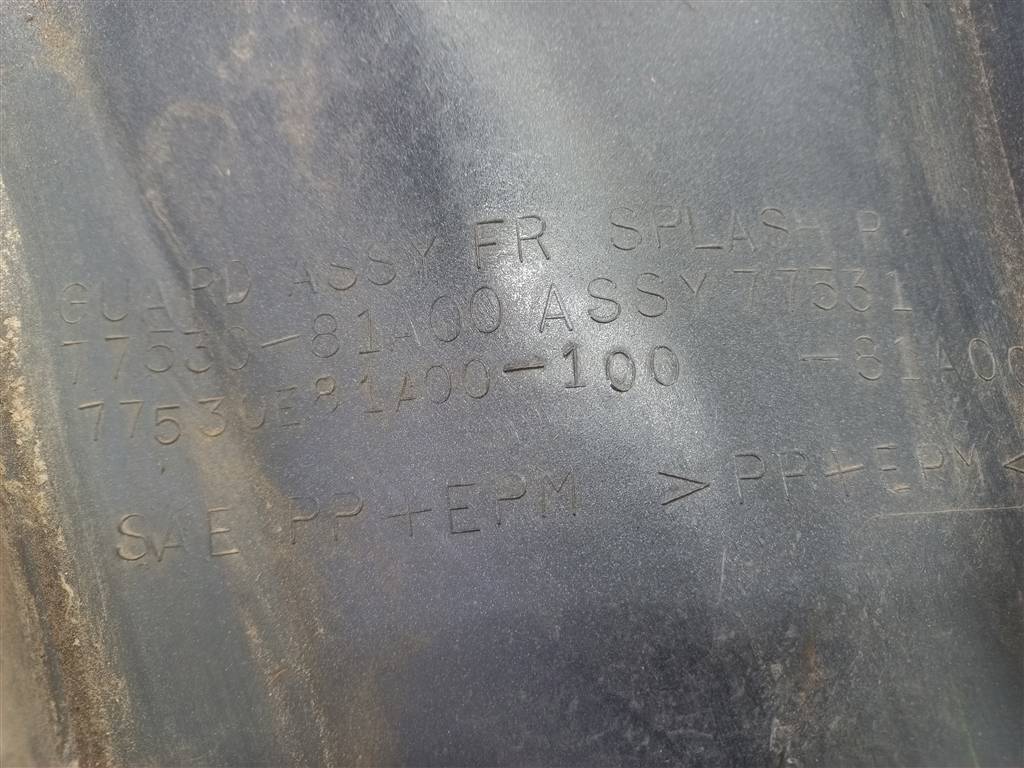 GUARD ASSY FR SPLASH R.
77530-81A00 ASSY 77531
77530E81A00-100 -81A00
SAE PP+EPM >PP+EPM<